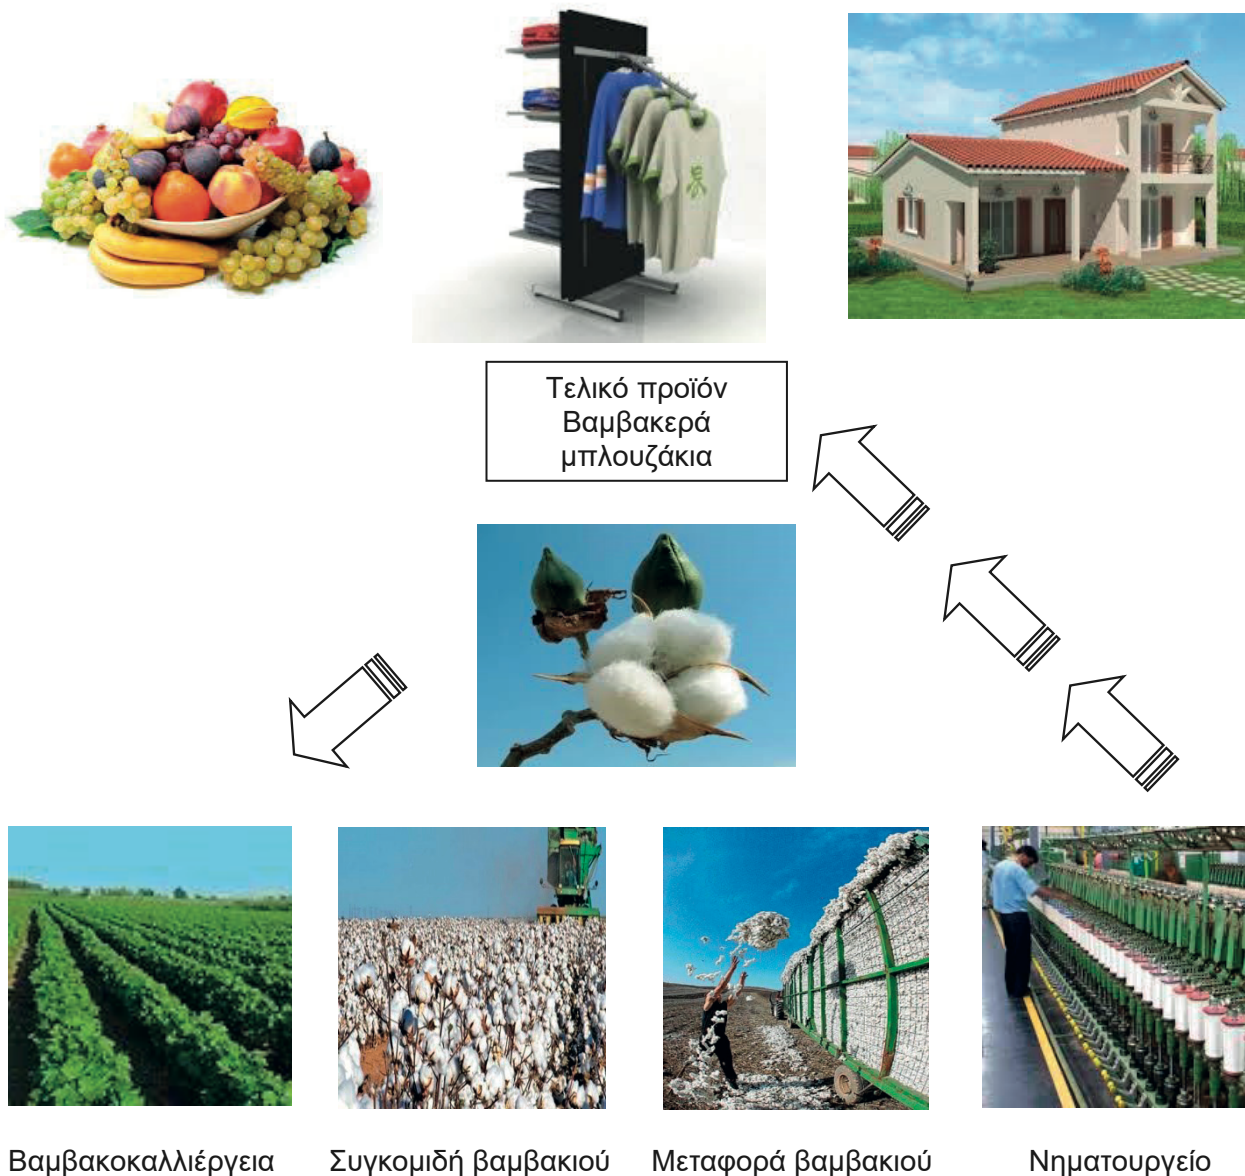 Τελικό προϊόν
Βαμβακερά
μπλουζάκια
Βαμβακοκαλλιέργεια
Συγκομιδή βαμβακιού
Μεταφορά βαμβακιού
Νηματουργείο